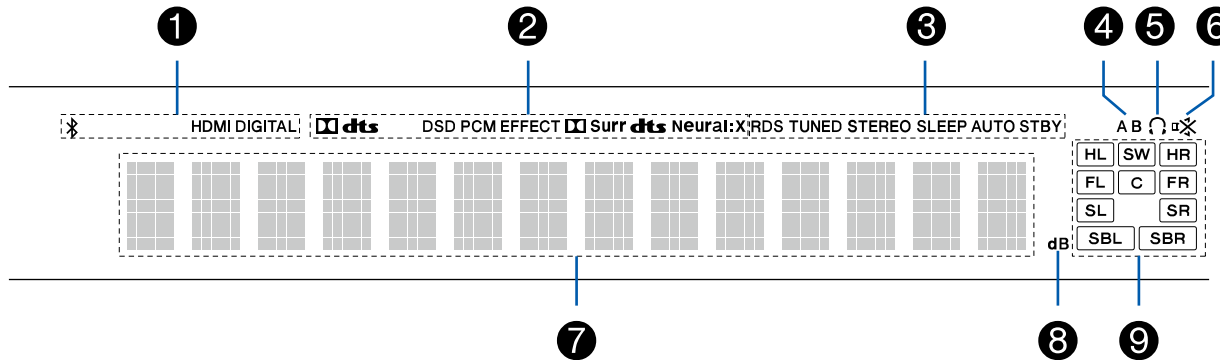 1 2 3 4 5 6
HDMI DIGITAL dts DSD PCM EFFECT Surr dts Neural:X RDS TUNED STEREO SLEEP AUTO STBY A B
HL SW HR
FL C FR
SL SR
dB SBL SBR
7 8 9